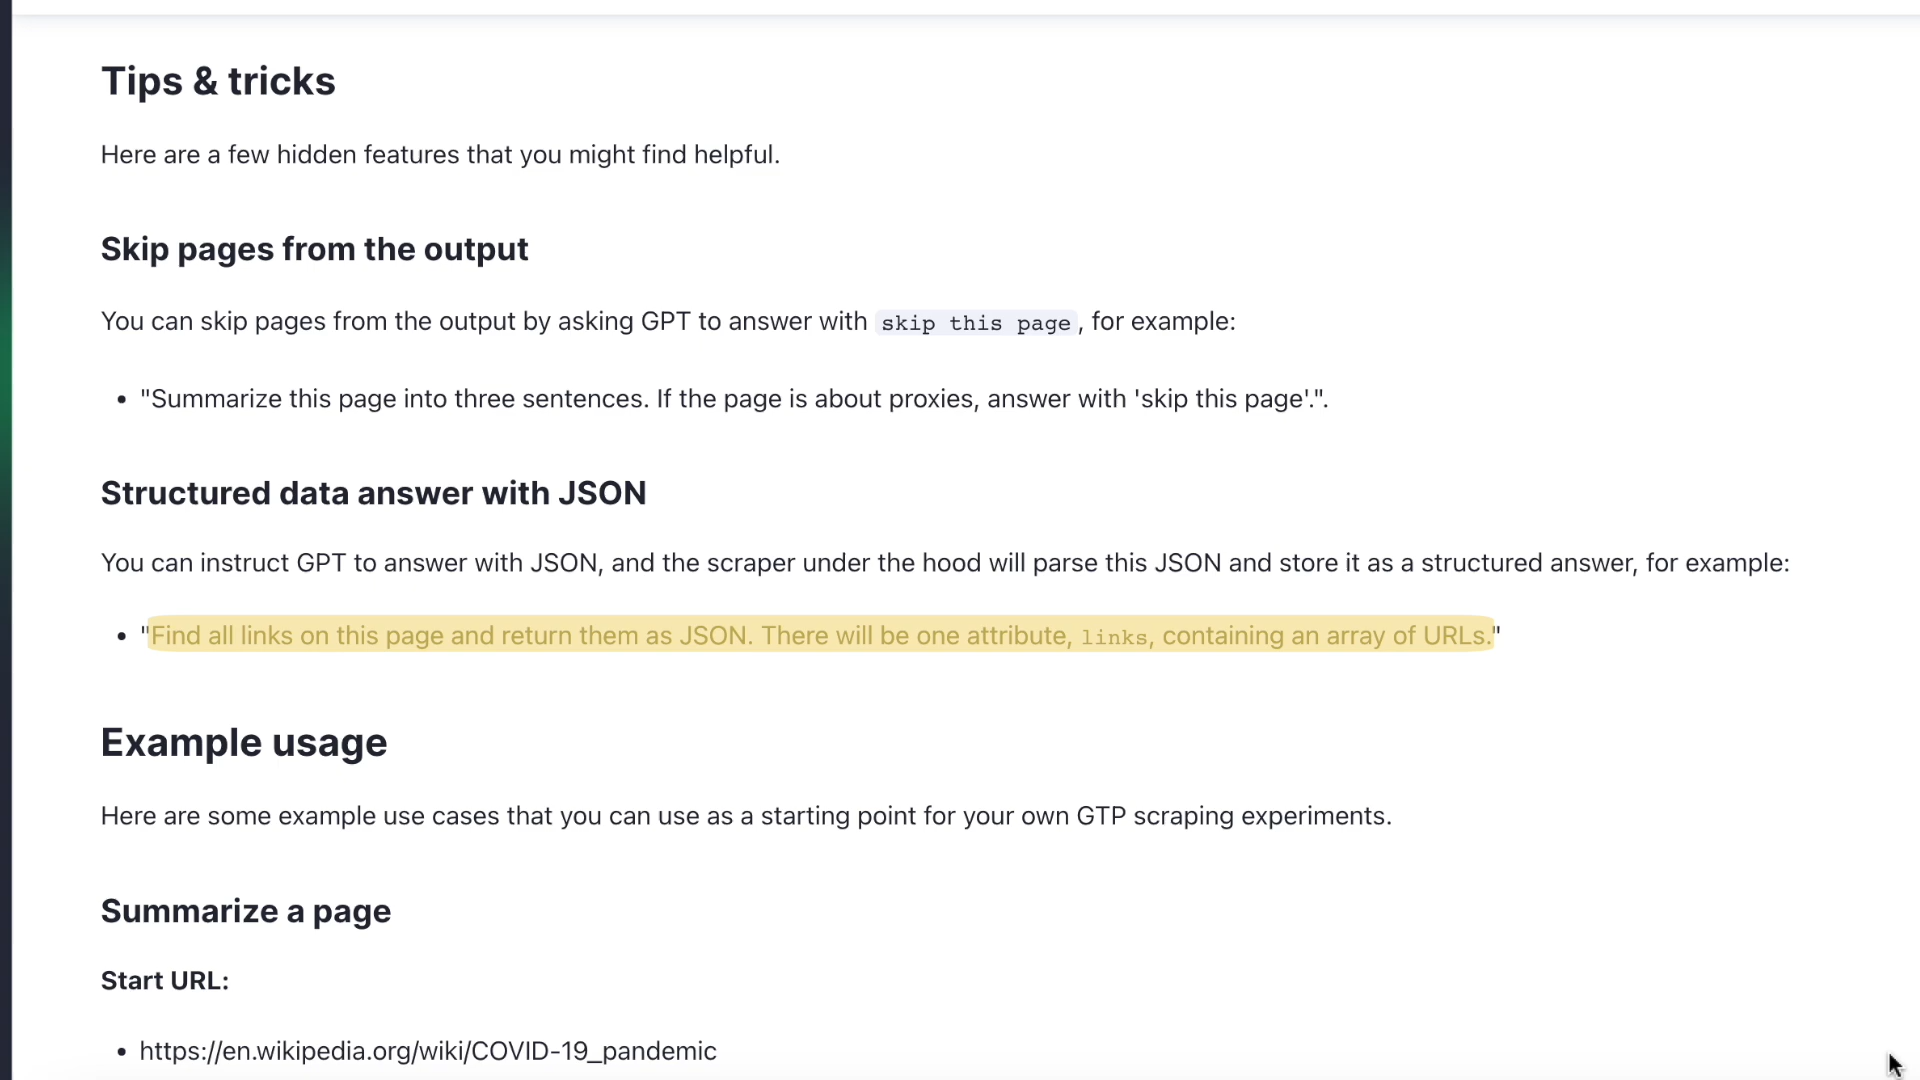 Tips & tricks
Here are a few hidden features that you might find helpful.
Skip pages from the output
You can skip pages from the output by asking GPT to answer with skip this page, for example:
• "Summarize this page into three sentences. If the page is about proxies, answer with 'skip this page'.".
Structured data answer with JSON
You can instruct GPT to answer with JSON, and the scraper under the hood will parse this JSON and store it as a structured answer, for example:
• "Find all links on this page and return them as JSON. There will be one attribute, links, containing an array of URLs."
Example usage
Here are some example use cases that you can use as a starting point for your own GTP scraping experiments.
Summarize a page
Start URL:
• https://en.wikipedia.org/wiki/COVID-19_pandemic